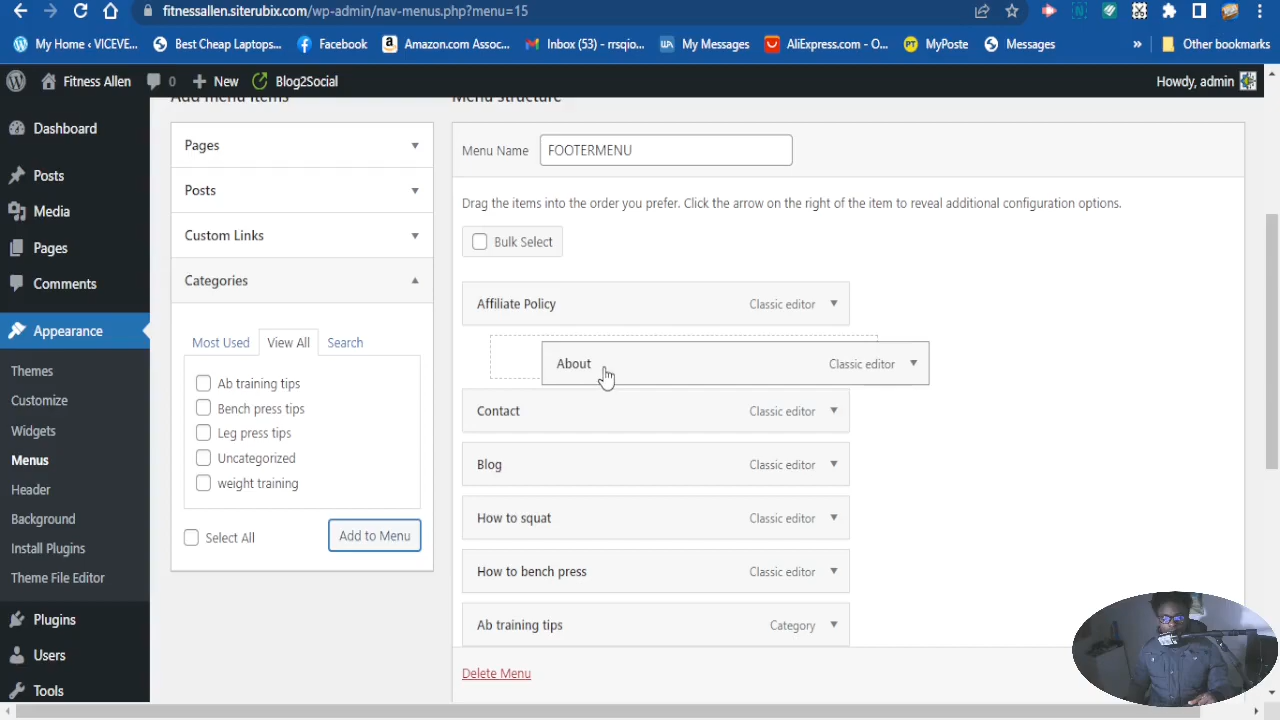 fitnessallen.siterubix.com/wp-admin/nav-menus.php?menu=15
My Home ‹ VICEVE...
Best Cheap Laptops...
Facebook
Amazon.com Assoc...
Inbox (53) - rrsqio...
My Messages
AliExpress.com - O...
MyPoste
Messages
»
Other bookmarks
Fitness Allen
0
New
Blog2Social
Howdy, admin
Dashboard
Posts
Media
Pages
Comments
Appearance
Themes
Customize
Widgets
Menus
Header
Background
Install Plugins
Theme File Editor
Plugins
Users
Tools
Add menu items
Pages
Posts
Custom Links
Categories
Most Used
View All
Search
Ab training tips
Bench press tips
Leg press tips
Uncategorized
weight training
Select All
Add to Menu
Menu structure
Menu Name
FOOTERMENU
Drag the items into the order you prefer. Click the arrow on the right of the item to reveal additional configuration options.
Bulk Select
Affiliate Policy Classic editor
About Classic editor
Contact Classic editor
Blog Classic editor
How to squat Classic editor
How to bench press Classic editor
Ab training tips Category
Delete Menu